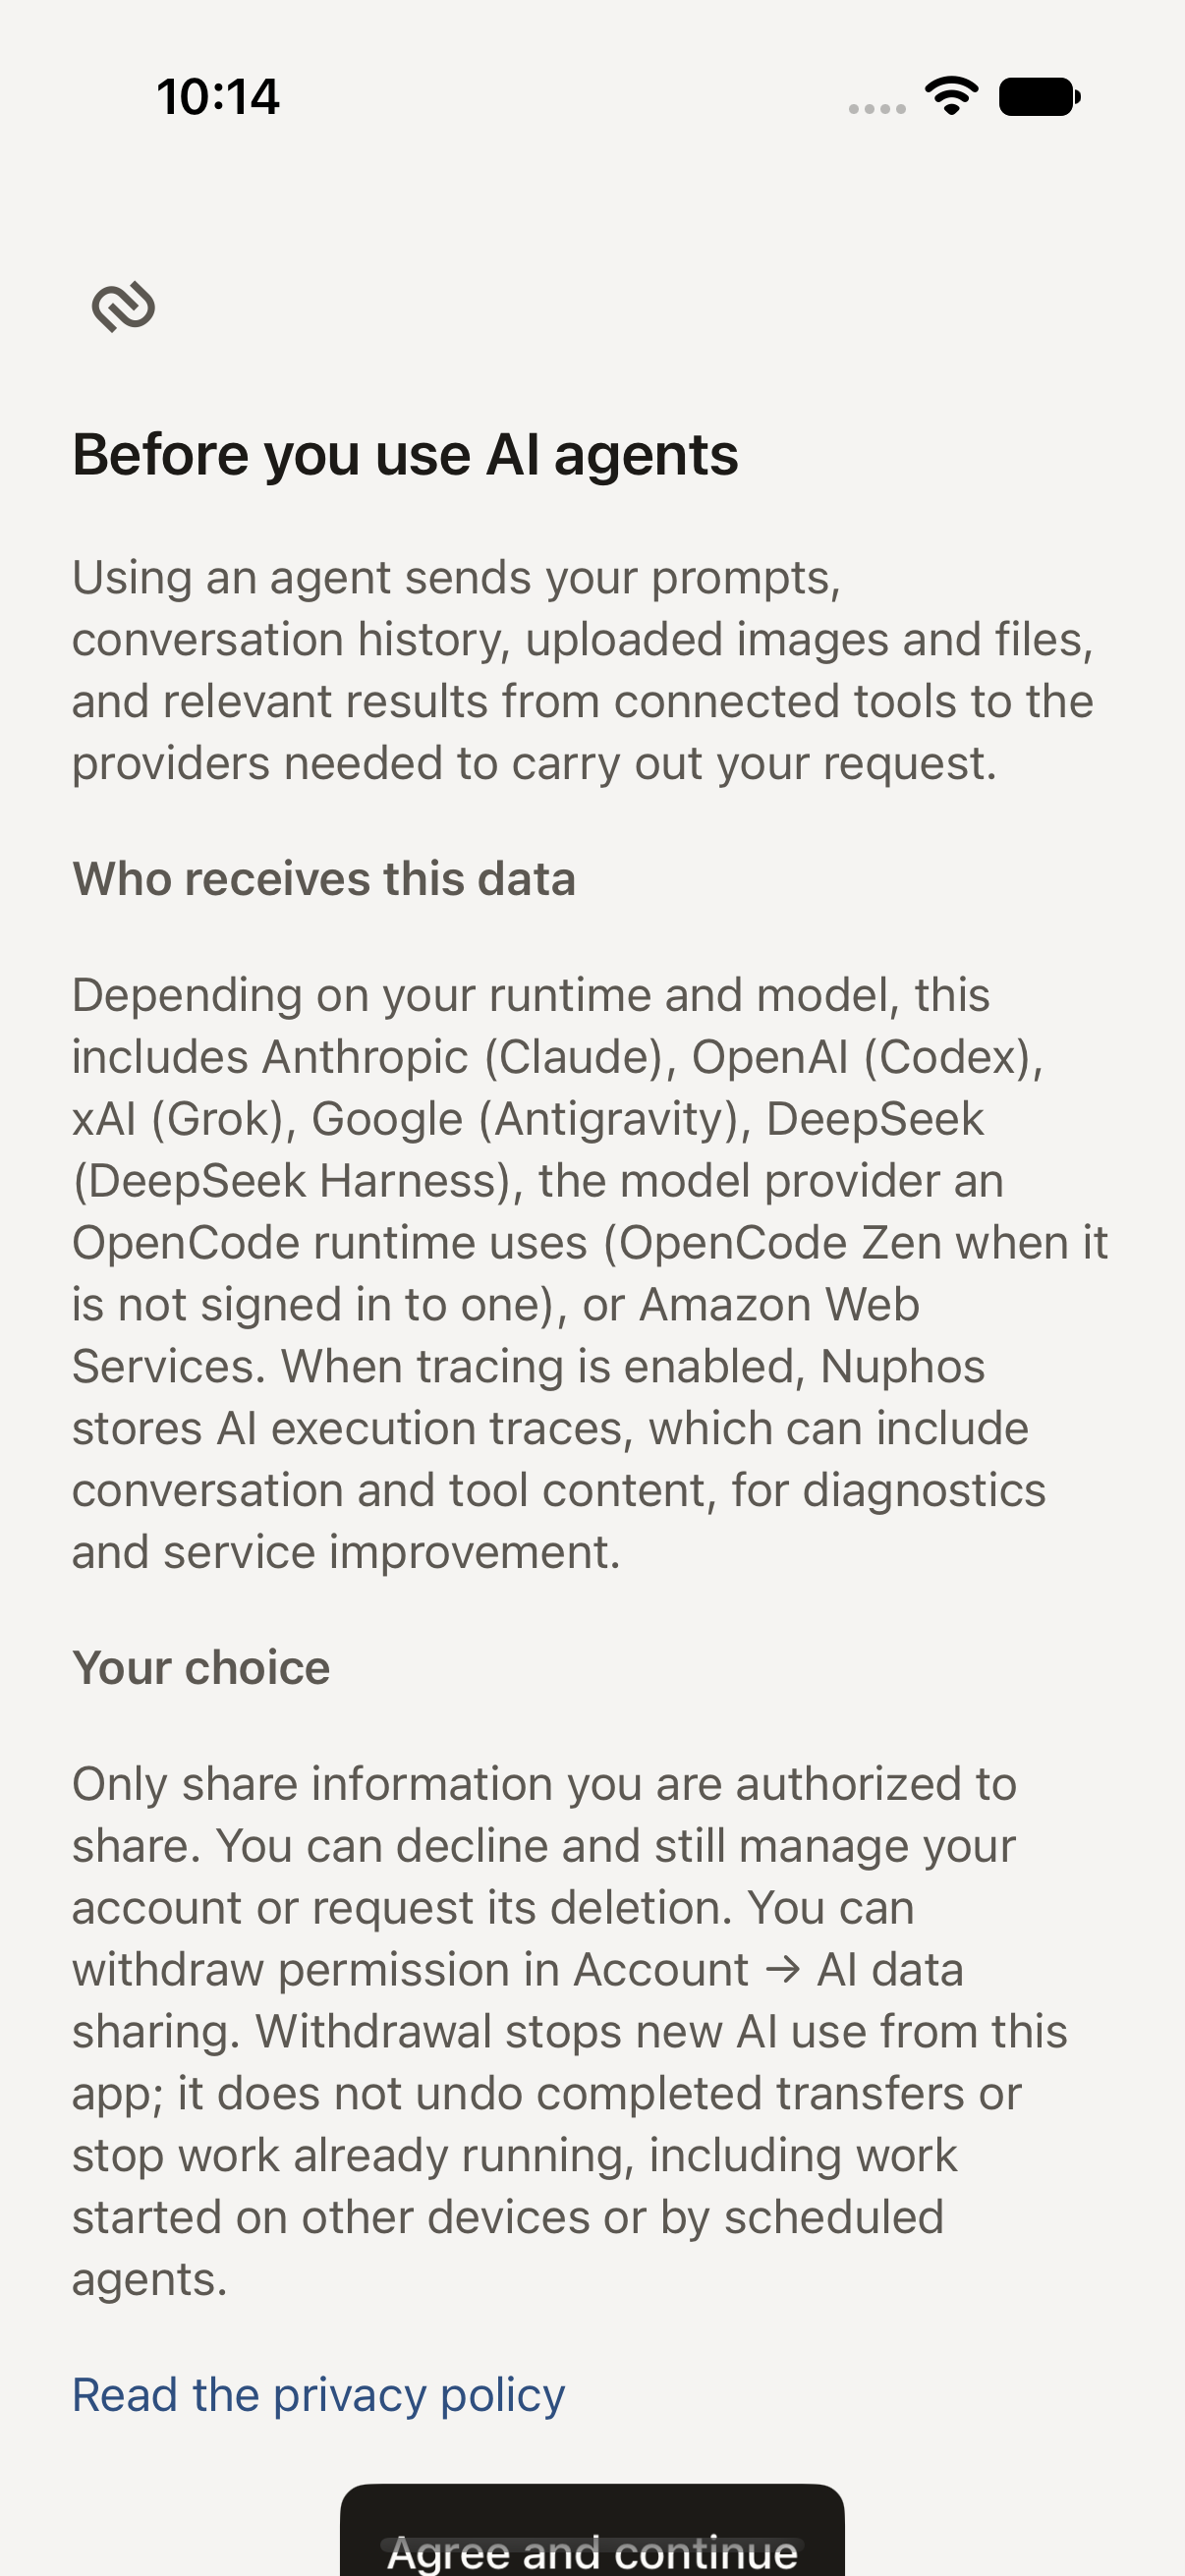 10:14
Before you use AI agents
Using an agent sends your prompts,
conversation history, uploaded images and files,
and relevant results from connected tools to the
providers needed to carry out your request.
Who receives this data
Depending on your runtime and model, this
includes Anthropic (Claude), OpenAI (Codex),
xAI (Grok), Google (Antigravity), DeepSeek
(DeepSeek Harness), the model provider an
OpenCode runtime uses (OpenCode Zen when it
is not signed in to one), or Amazon Web
Services. When tracing is enabled, Nuphos
stores AI execution traces, which can include
conversation and tool content, for diagnostics
and service improvement.
Your choice
Only share information you are authorized to
share. You can decline and still manage your
account or request its deletion. You can
withdraw permission in Account → AI data
sharing. Withdrawal stops new AI use from this
app; it does not undo completed transfers or
stop work already running, including work
started on other devices or by scheduled
agents.
Read the privacy policy
Agree and continue